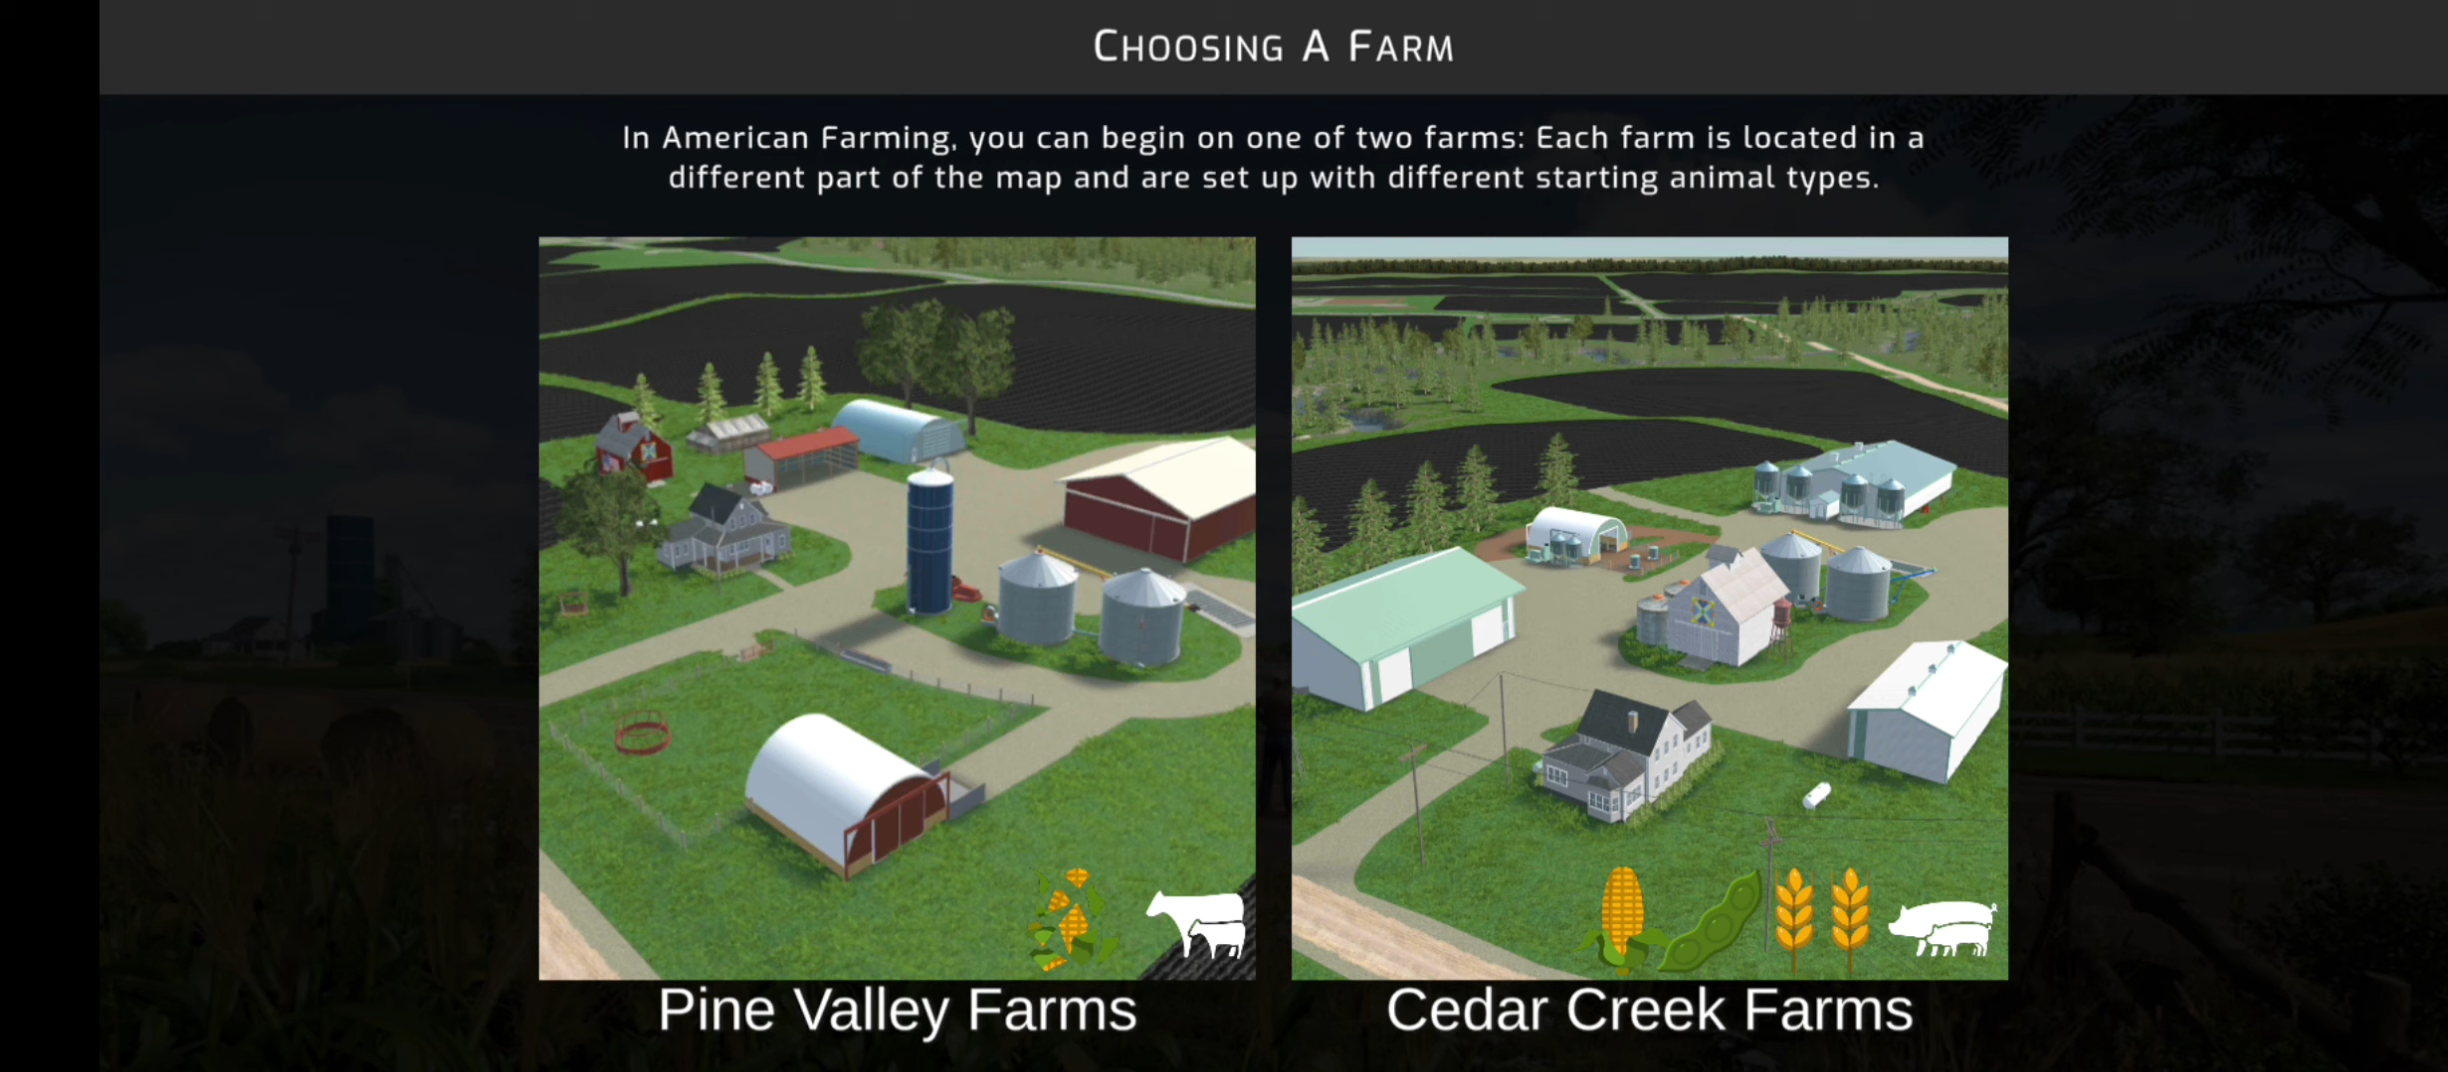 Choosing A Farm
In American Farming, you can begin on one of two farms: Each farm is located in a
different part of the map and are set up with different starting animal types.
Pine Valley Farms
Cedar Creek Farms